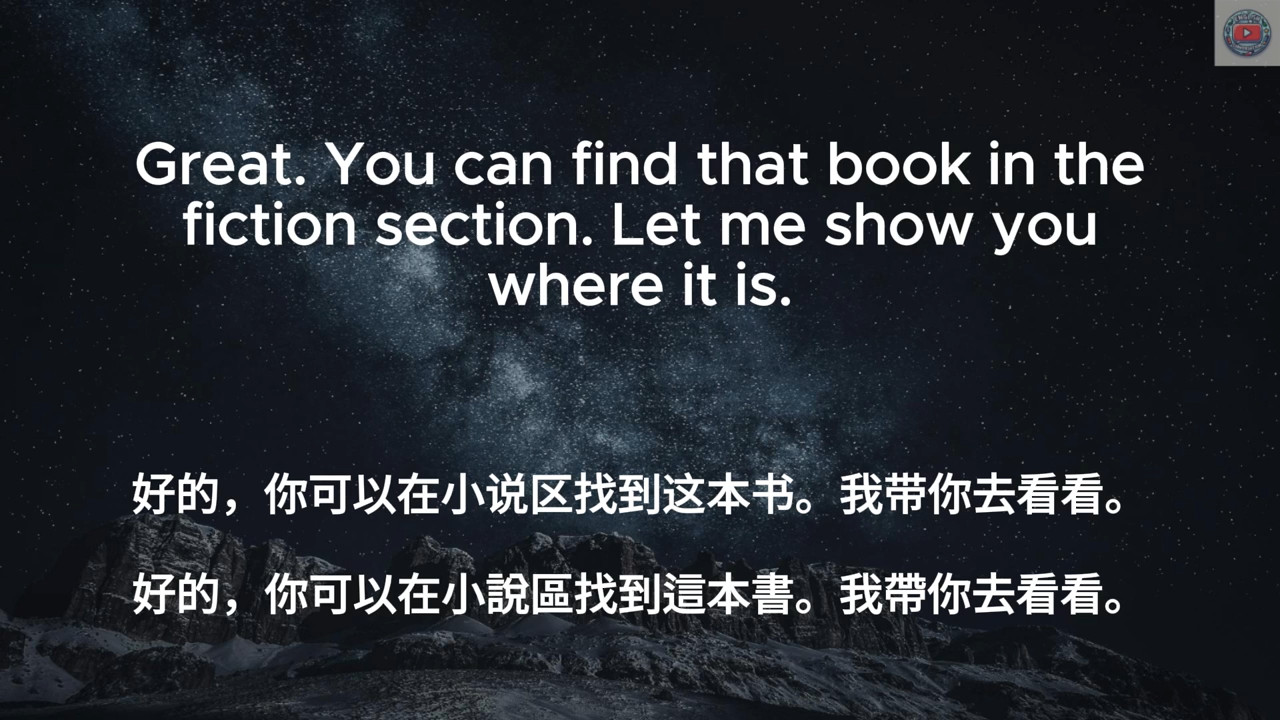 Great. You can find that book in the
fiction section. Let me show you
where it is.
好的，你可以在小说区找到这本书。我带你去看看。
好的，你可以在小說區找到這本書。我帶你去看看。